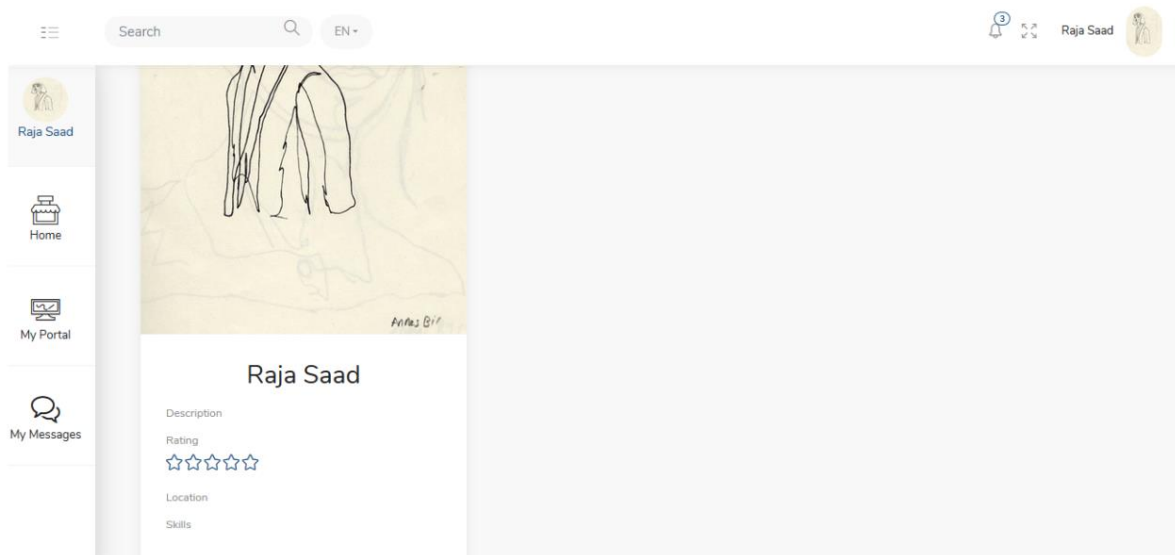 Search
EN
3
Raja Saad
Raja Saad
Home
My Portal
My Messages
Raja Saad
Description
Rating
Location
Skills